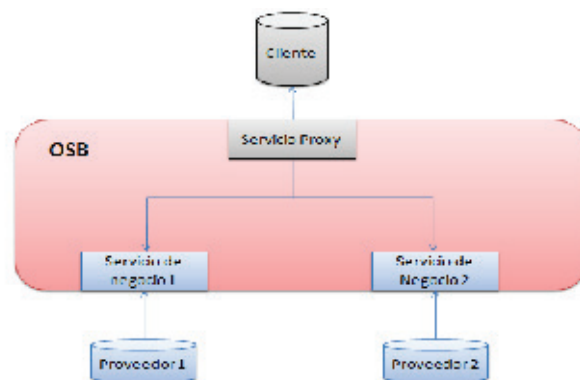 Cliente
Servicio Proxy
OSB
Servicio de
negocio 1
Servicio de
Negocio 2
Proveedor 1
Proveedor 2